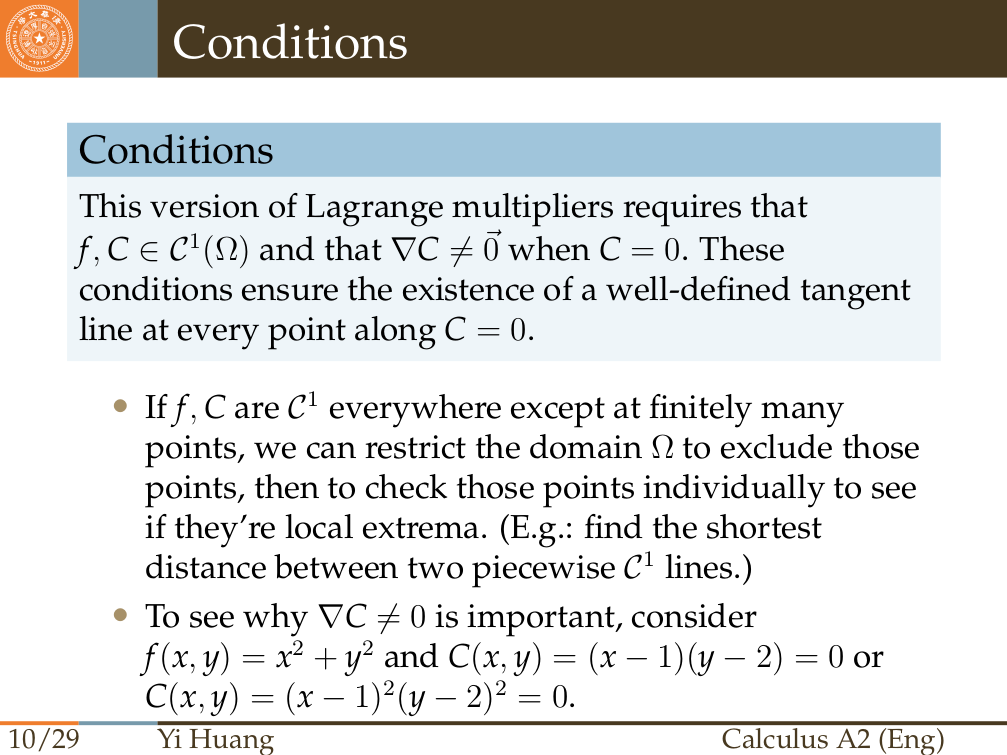 Conditions
Conditions
This version of Lagrange multipliers requires that
f, C ∈ 𝒞¹(Ω) and that ∇C ≠ 0⃗ when C = 0. These
conditions ensure the existence of a well-defined tangent
line at every point along C = 0.
• If f, C are 𝒞¹ everywhere except at finitely many
points, we can restrict the domain Ω to exclude those
points, then to check those points individually to see
if they're local extrema. (E.g.: find the shortest
distance between two piecewise 𝒞¹ lines.)
• To see why ∇C ≠ 0 is important, consider
f(x, y) = x² + y² and C(x, y) = (x − 1)(y − 2) = 0 or
C(x, y) = (x − 1)²(y − 2)² = 0.
10/29 Yi Huang Calculus A2 (Eng)